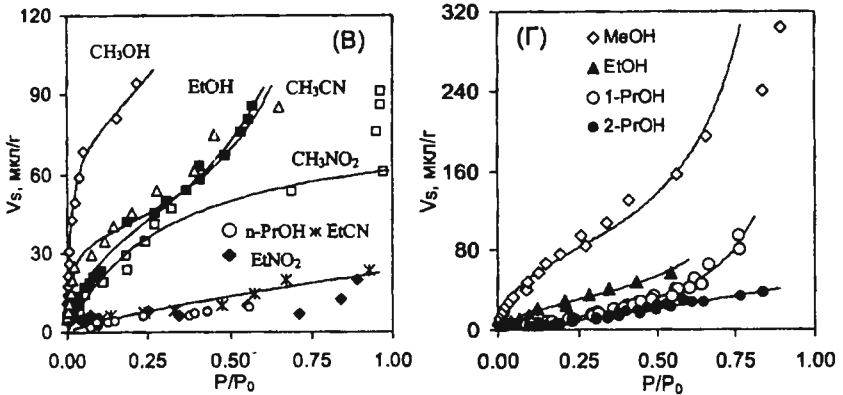 (В)
CH3OH
EtOH
CH3CN
CH3NO2
n-PrOH
EtCN
EtNO2
Vs, мкл/г
120
90
60
30
0
0.00
0.25
0.50
0.75
1.00
P/P0
(Г)
MeOH
EtOH
1-PrOH
2-PrOH
Vs, мкл/г
320
240
160
80
0
0.00
0.25
0.50
0.75
1.00
P/P0